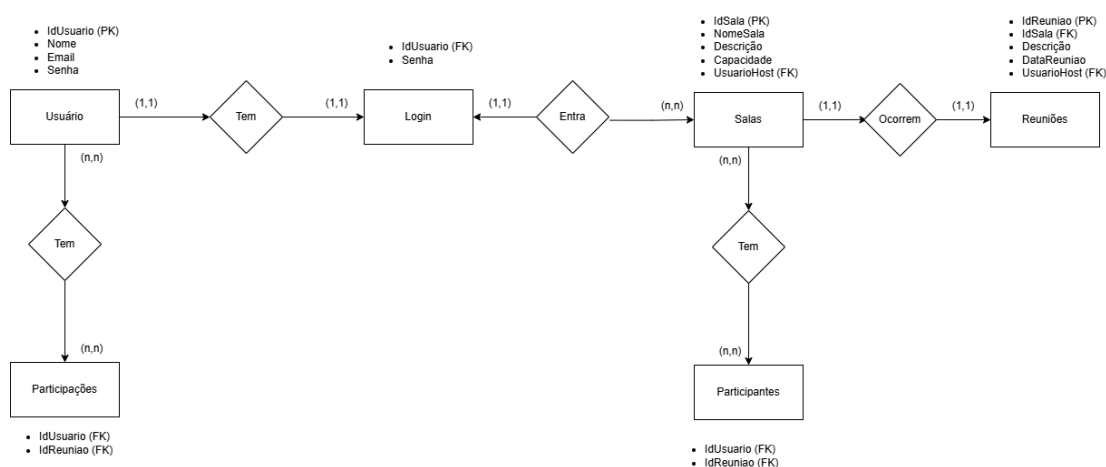 IdUsuario (PK)
Nome
Email
Senha
IdUsuario (FK)
Senha
IdSala (PK)
NomeSala
Descrição
Capacidade
UsuarioHost (FK)
IdReuniao (PK)
IdSala (FK)
Descrição
DataReuniao
UsuarioHost (FK)
Usuário
(1,1)
Tem
(1,1)
Login
(1,1)
Entra
(n,n)
Salas
(1,1)
Ocorrem
(1,1)
Reuniões
(n,n)
(n,n)
Tem
Tem
(n,n)
(n,n)
Participações
Participantes
IdUsuario (FK)
IdReuniao (FK)
IdUsuario (FK)
IdReuniao (FK)